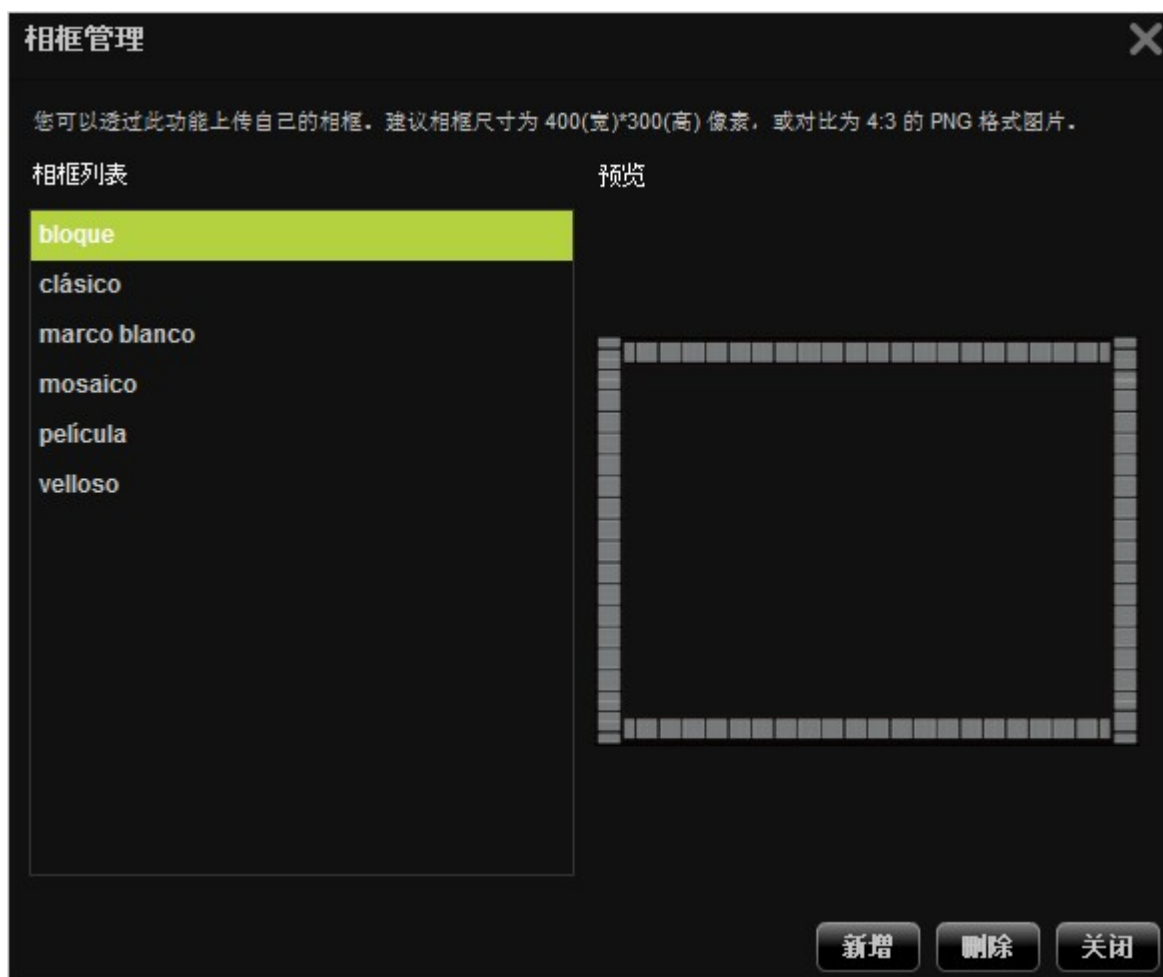 相框管理
您可以透过此功能上传自己的相框。建议相框尺寸为 400(宽)*300(高) 像素，或对比为 4:3 的 PNG 格式图片。
相框列表
预览
bloque
clásico
marco blanco
mosaico
película
velloso
新增
删除
关闭